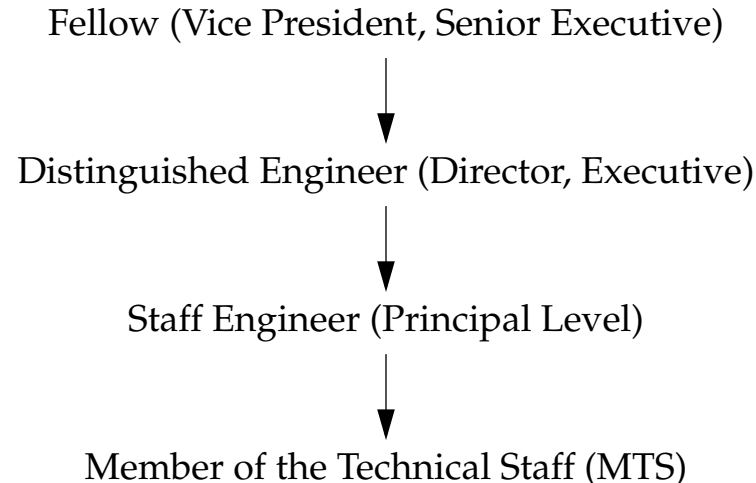 Fellow (Vice President, Senior Executive)
Distinguished Engineer (Director, Executive)
Staff Engineer (Principal Level)
Member of the Technical Staff (MTS)